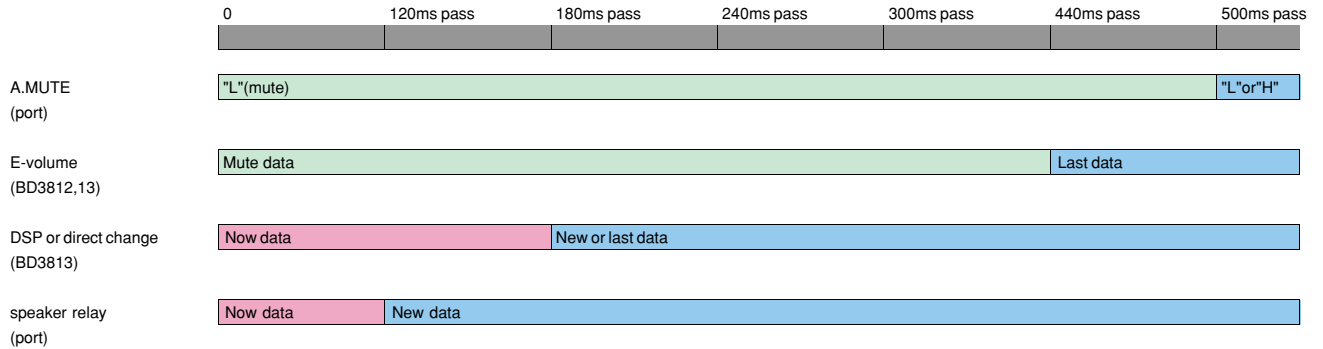 0 120ms pass 180ms pass 240ms pass 300ms pass 440ms pass 500ms pass
A.MUTE "L"(mute) "L"or"H"
(port)
E-volume Mute data Last data
(BD3812,13)
DSP or direct change Now data New or last data
(BD3813)
speaker relay Now data New data
(port)